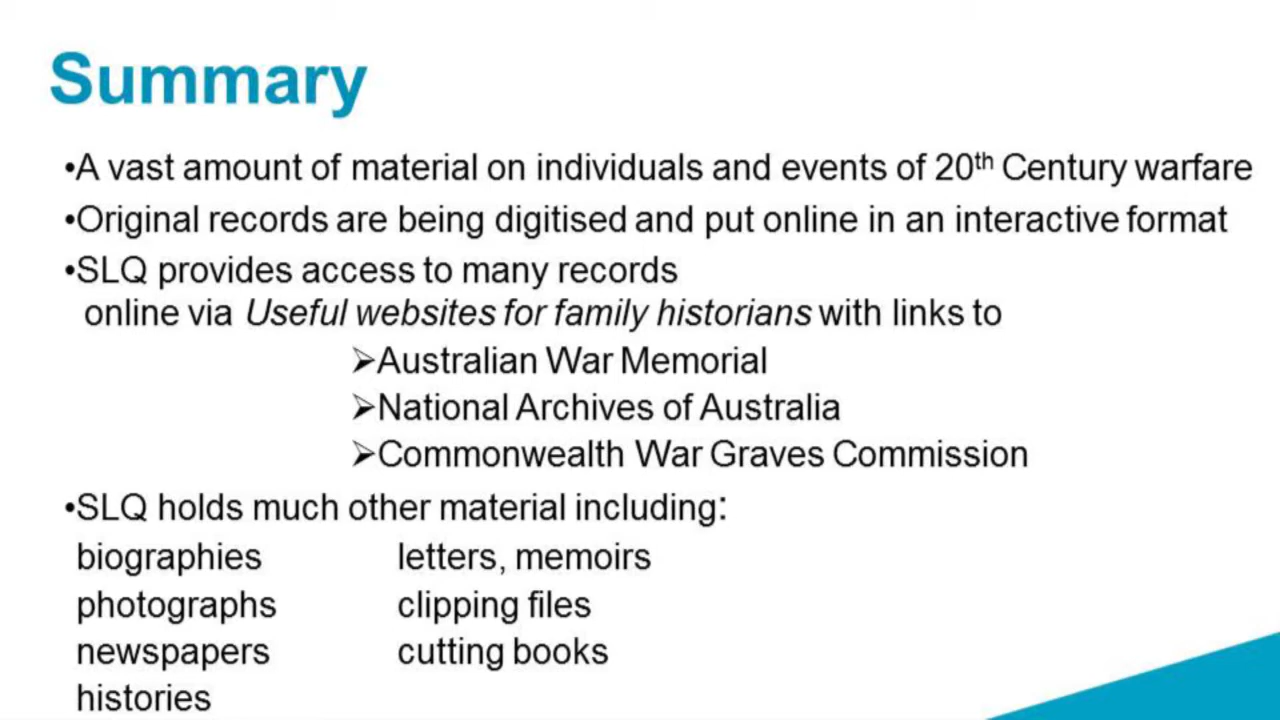 Summary
•A vast amount of material on individuals and events of 20th Century warfare
•Original records are being digitised and put online in an interactive format
•SLQ provides access to many records
online via Useful websites for family historians with links to
➢Australian War Memorial
➢National Archives of Australia
➢Commonwealth War Graves Commission
•SLQ holds much other material including:
biographies letters, memoirs
photographs clipping files
newspapers cutting books
histories